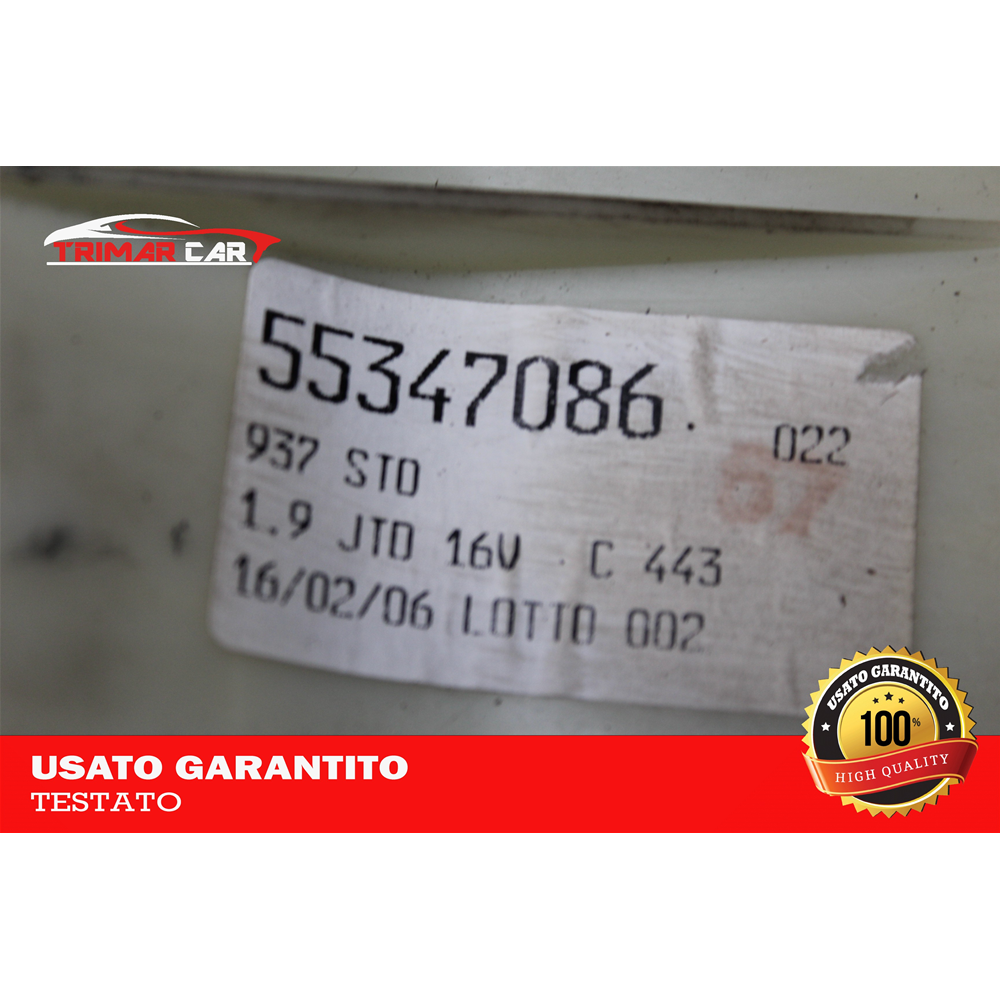 TRIMAR CAR
55347086.
022
937 STD
57
1.9 JTD 16V . C 443
16/02/06 LOTTO 002
USATO GARANTITO
100%
HIGH QUALITY
USATO GARANTITO
TESTATO